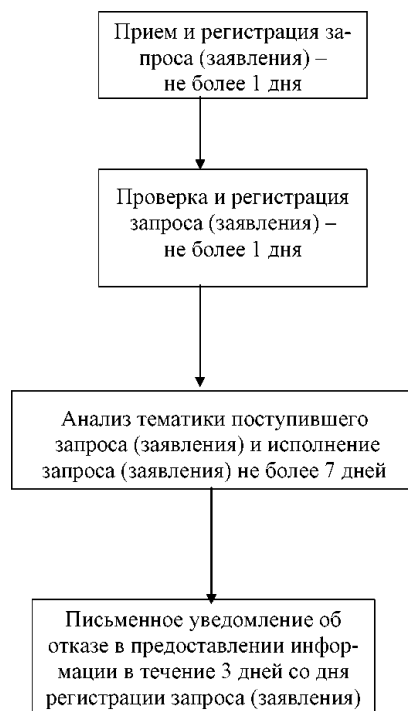 Прием и регистрация за-
проса (заявления) –
не более 1 дня
Проверка и регистрация
запроса (заявления) –
не более 1 дня
Анализ тематики поступившего
запроса (заявления) и исполнение
запроса (заявления) не более 7 дней
Письменное уведомление об
отказе в предоставлении инфор-
мации в течение 3 дней со дня
регистрации запроса (заявления)